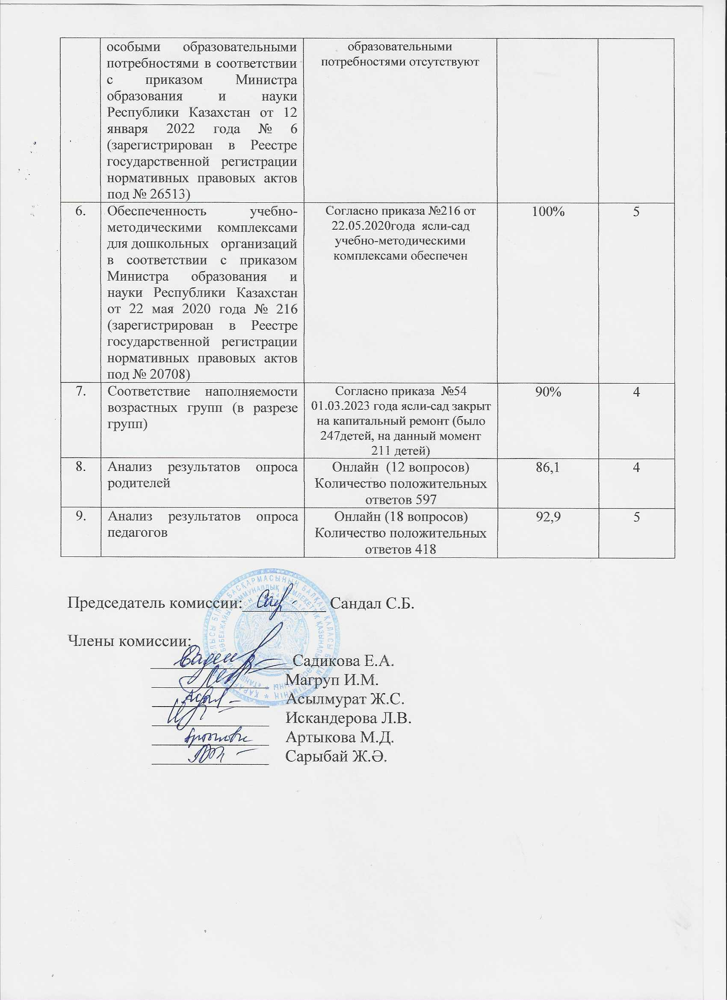 особыми образовательными
потребностями в соответствии
с приказом Министра
образования и науки
Республики Казахстан от 12
января 2022 года № 6
(зарегистрирован в Реестре
государственной регистрации
нормативных правовых актов
под № 26513)
образовательными
потребностями отсутствуют
6.
Обеспеченность учебно-
методическими комплексами
для дошкольных организаций
в соответствии с приказом
Министра образования и
науки Республики Казахстан
от 22 мая 2020 года № 216
(зарегистрирован в Реестре
государственной регистрации
нормативных правовых актов
под № 20708)
Согласно приказа №216 от
22.05.2020года ясли-сад
учебно-методическими
комплексами обеспечен
100%
5
7.
Соответствие наполняемости
возрастных групп (в разрезе
групп)
Согласно приказа №54
01.03.2023 года ясли-сад закрыт
на капитальный ремонт (было
247детей, на данный момент
211 детей)
90%
4
8.
Анализ результатов опроса
родителей
Онлайн (12 вопросов)
Количество положительных
ответов 597
86,1
4
9.
Анализ результатов опроса
педагогов
Онлайн (18 вопросов)
Количество положительных
ответов 418
92,9
5
Председатель комиссии: Сандал С.Б.
Члены комиссии:
Садикова Е.А.
Магруп И.М.
Асылмурат Ж.С.
Искандерова Л.В.
Артыкова М.Д.
Сарыбай Ж.Ә.
БАСҚАРМАСЫНЫҢ БАЛҚАШ ҚАЛАСЫ
МЕМЛЕКЕТТІК